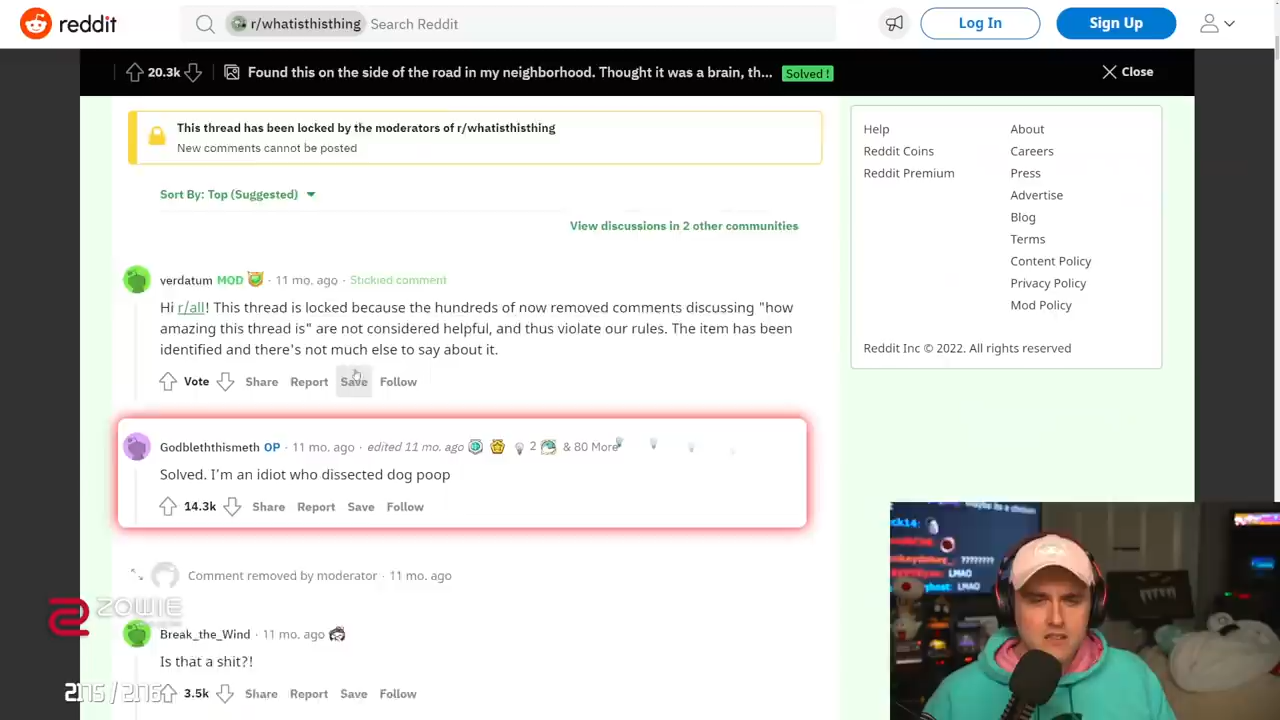 reddit
r/whatisthisthing Search Reddit
Log In
Sign Up
20.3k
Found this on the side of the road in my neighborhood. Thought it was a brain, th...
Solved !
Close
This thread has been locked by the moderators of r/whatisthisthing
New comments cannot be posted
Sort By: Top (Suggested)
View discussions in 2 other communities
verdatum MOD · 11 mo. ago · Stickied comment
Hi r/all! This thread is locked because the hundreds of now removed comments discussing "how
amazing this thread is" are not considered helpful, and thus violate our rules. The item has been
identified and there's not much else to say about it.
Vote Share Report Save Follow
Godbleththismeth OP · 11 mo. ago · edited 11 mo. ago 2 & 80 More
Solved. I'm an idiot who dissected dog poop
14.3k Share Report Save Follow
Comment removed by moderator · 11 mo. ago
Break_the_Wind · 11 mo. ago
Is that a shit?!
3.5k Share Report Save Follow
Help
Reddit Coins
Reddit Premium
About
Careers
Press
Advertise
Blog
Terms
Content Policy
Privacy Policy
Mod Policy
Reddit Inc © 2022. All rights reserved
ZOWIE
2175 / 2176
????????
LMAO
LMAO